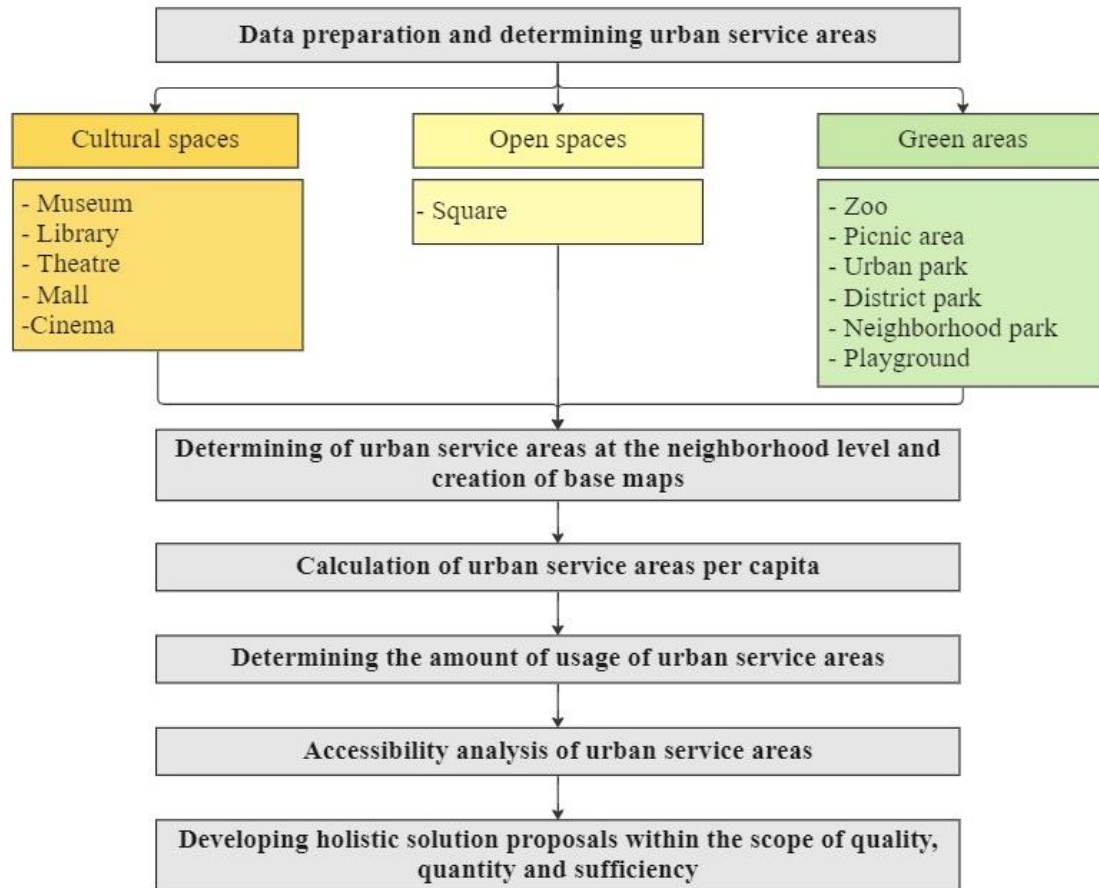 Data preparation and determining urban service areas
Cultural spaces
- Museum
- Library
- Theatre
- Mall
-Cinema
Open spaces
- Square
Green areas
- Zoo
- Picnic area
- Urban park
- District park
- Neighborhood park
- Playground
Determining of urban service areas at the neighborhood level and
creation of base maps
Calculation of urban service areas per capita
Determining the amount of usage of urban service areas
Accessibility analysis of urban service areas
Developing holistic solution proposals within the scope of quality,
quantity and sufficiency